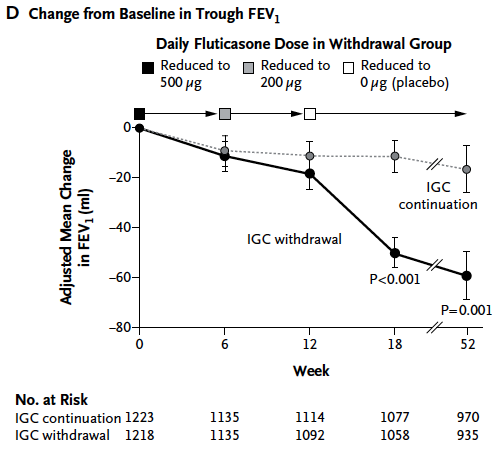 D Change from Baseline in Trough FEV₁
Daily Fluticasone Dose in Withdrawal Group
Reduced to 500 μg
Reduced to 200 μg
Reduced to 0 μg (placebo)
Adjusted Mean Change in FEV₁ (ml)
0
−20
−40
−60
−80
IGC continuation
IGC withdrawal
P<0.001
P=0.001
0 6 12 18 52
Week
No. at Risk
IGC continuation 1223 1135 1114 1077 970
IGC withdrawal 1218 1135 1092 1058 935